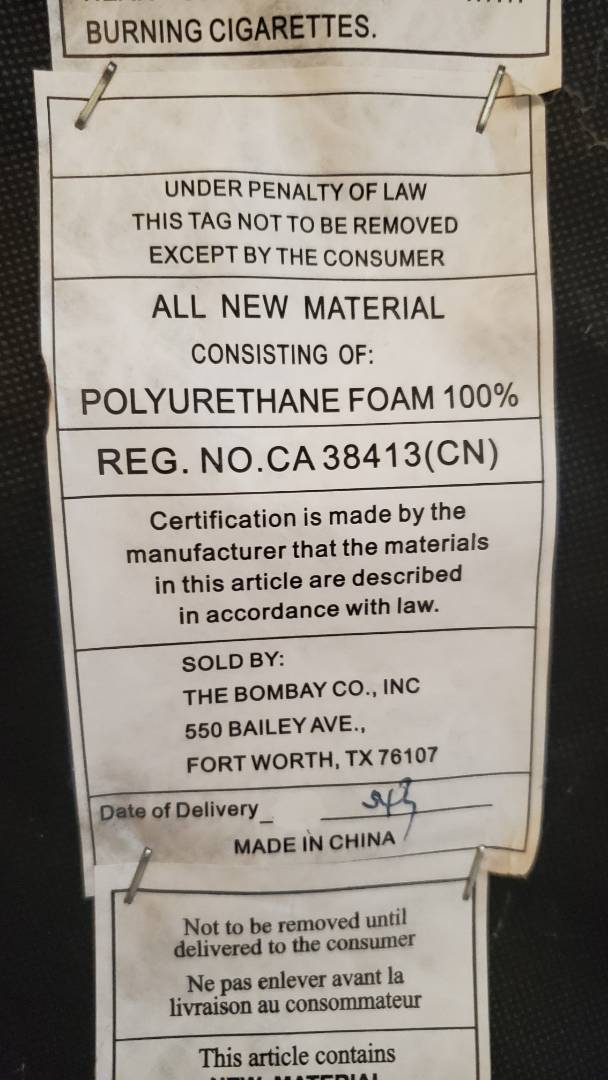 BURNING CIGARETTES.
UNDER PENALTY OF LAW
THIS TAG NOT TO BE REMOVED
EXCEPT BY THE CONSUMER
ALL NEW MATERIAL
CONSISTING OF:
POLYURETHANE FOAM 100%
REG. NO.CA 38413(CN)
Certification is made by the
manufacturer that the materials
in this article are described
in accordance with law.
SOLD BY:
THE BOMBAY CO., INC
550 BAILEY AVE.,
FORT WORTH, TX 76107
Date of Delivery_
MADE IN CHINA
Not to be removed until
delivered to the consumer
Ne pas enlever avant la
livraison au consommateur
This article contains
NEW MATERIAL